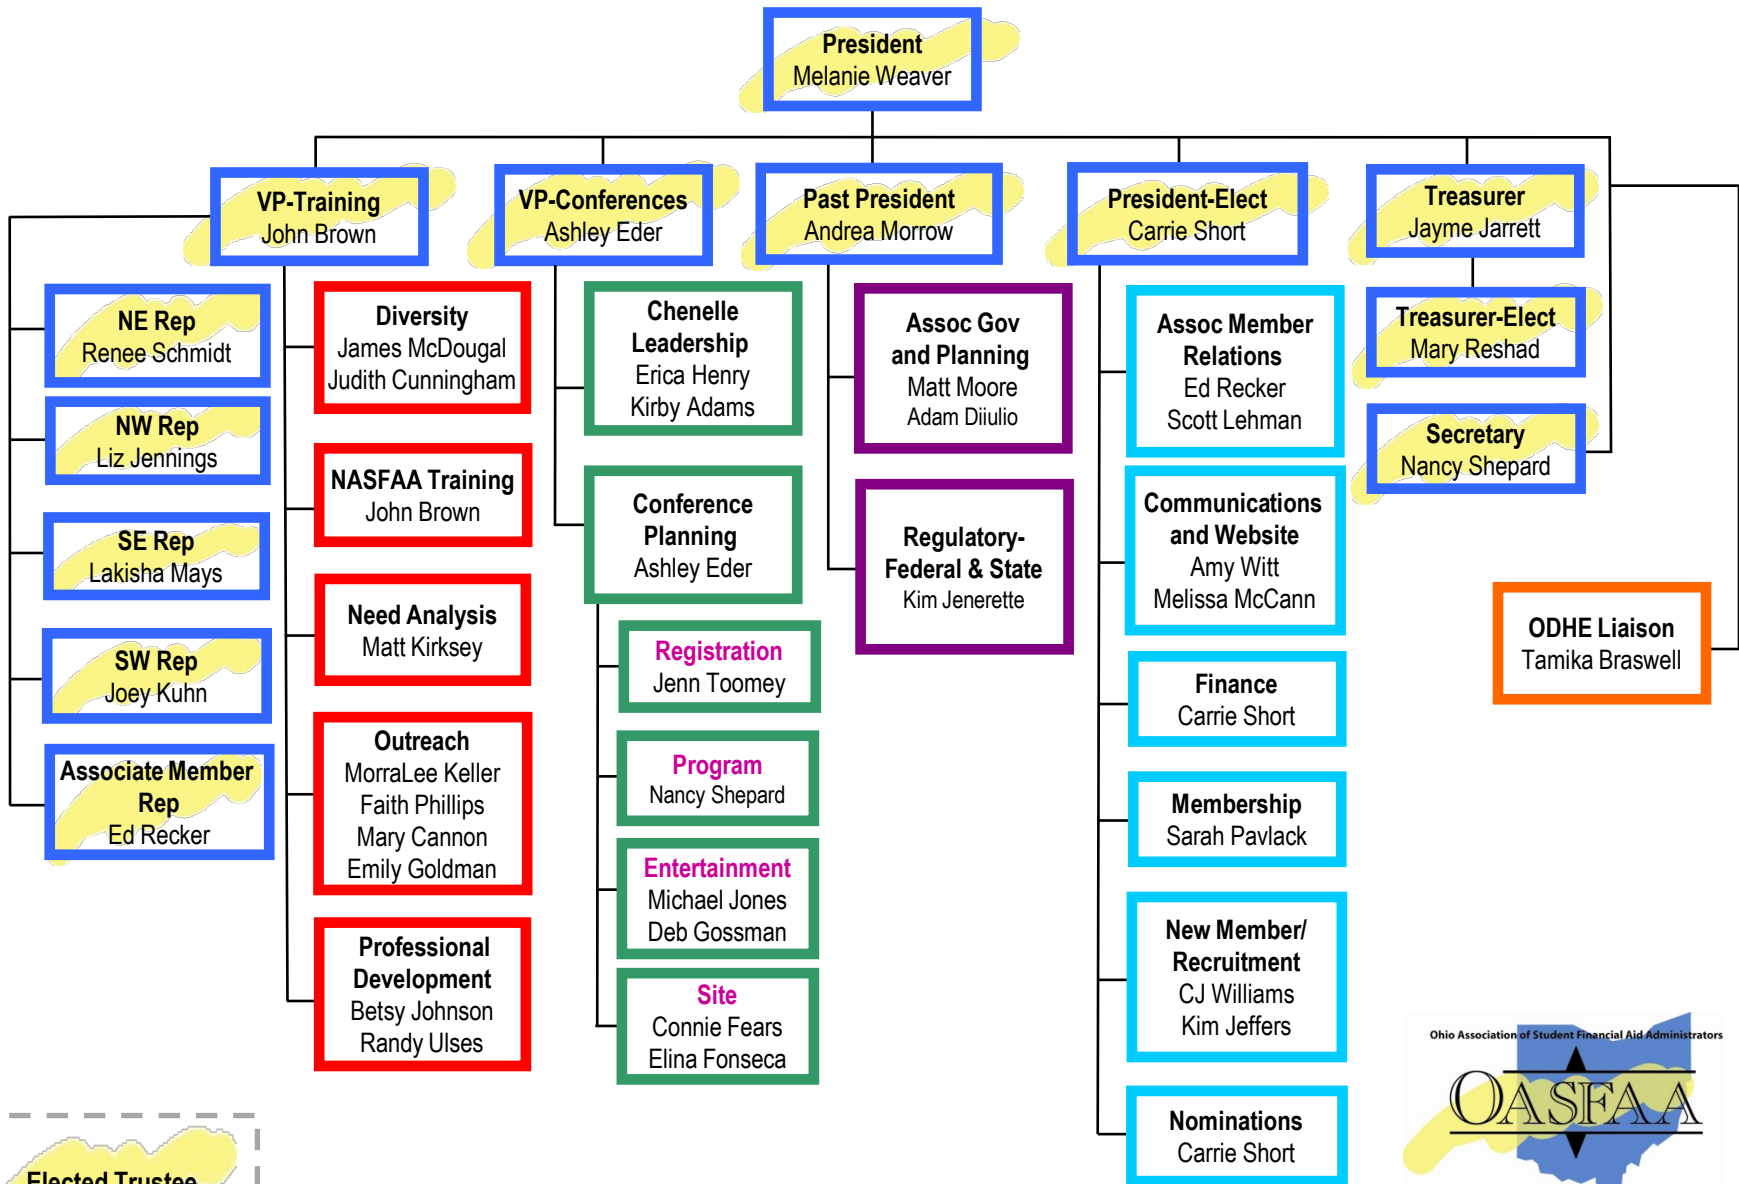 President
Melanie Weaver
VP-Training
John Brown
VP-Conferences
Ashley Eder
Past President
Andrea Morrow
President-Elect
Carrie Short
Treasurer
Jayme Jarrett
NE Rep
Renee Schmidt
NW Rep
Liz Jennings
SE Rep
Lakisha Mays
SW Rep
Joey Kuhn
Associate Member
Rep
Ed Recker
Diversity
James McDougal
Judith Cunningham
NASFAA Training
John Brown
Need Analysis
Matt Kirksey
Outreach
MorraLee Keller
Faith Phillips
Mary Cannon
Emily Goldman
Professional
Development
Betsy Johnson
Randy Ulses
Chenelle
Leadership
Erica Henry
Kirby Adams
Conference
Planning
Ashley Eder
Registration
Jenn Toomey
Program
Nancy Shepard
Entertainment
Michael Jones
Deb Gossman
Site
Connie Fears
Elina Fonseca
Assoc Gov
and Planning
Matt Moore
Adam Diiulio
Regulatory-
Federal & State
Kim Jenerette
Assoc Member
Relations
Ed Recker
Scott Lehman
Communications
and Website
Amy Witt
Melissa McCann
Finance
Carrie Short
Membership
Sarah Pavlack
New Member/
Recruitment
CJ Williams
Kim Jeffers
Nominations
Carrie Short
Treasurer-Elect
Mary Reshad
Secretary
Nancy Shepard
ODHE Liaison
Tamika Braswell
Ohio Association of Student Financial Aid Administrators
OASFAA
Elected Trustee